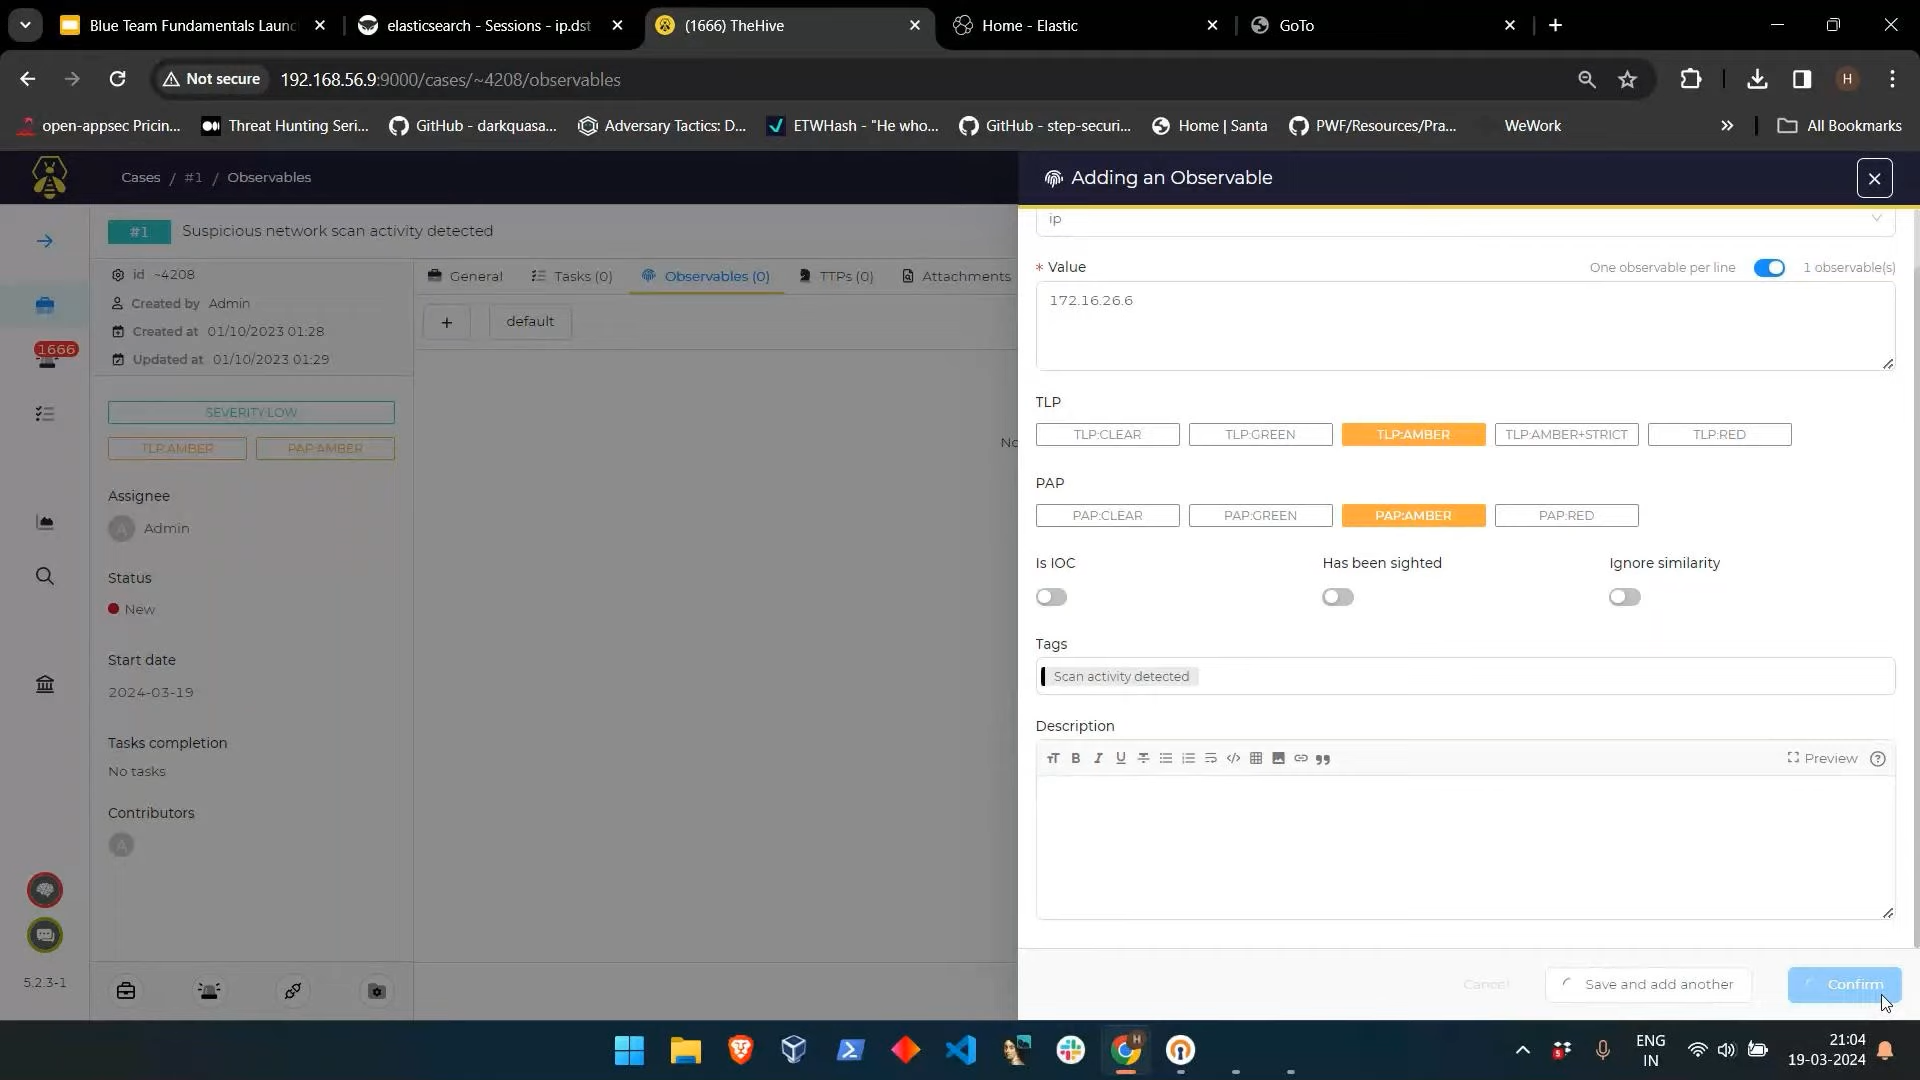 Blue Team Fundamentals Launc
elasticsearch - Sessions - ip.dst
(1666) TheHive
Home - Elastic
GoTo
Not secure
192.168.56.9:9000/cases/~4208/observables
H
open-appsec Pricin...
Threat Hunting Seri...
GitHub - darkquasa...
Adversary Tactics: D...
ETWHash - "He who...
GitHub - step-securi...
Home | Santa
PWF/Resources/Pra...
WeWork
All Bookmarks
Cases / #1 / Observables
Adding an Observable
#1 Suspicious network scan activity detected
id ~4208
Created by Admin
Created at 01/10/2023 01:28
Updated at 01/10/2023 01:29
General
Tasks (0)
Observables (0)
TTPs (0)
Attachments
+
default
No
1666
SEVERITY:LOW
TLP:AMBER
PAP:AMBER
Assignee
A Admin
Status
New
Start date
2024-03-19
Tasks completion
No tasks
Contributors
A
5.2.3-1
ip
* Value
One observable per line
1 observable(s)
172.16.26.6
TLP
TLP:CLEAR
TLP:GREEN
TLP:AMBER
TLP:AMBER+STRICT
TLP:RED
PAP
PAP:CLEAR
PAP:GREEN
PAP:AMBER
PAP:RED
Is IOC
Has been sighted
Ignore similarity
Tags
Scan activity detected
Description
Preview
Cancel
Save and add another
Confirm
ENG
IN
21:04
19-03-2024